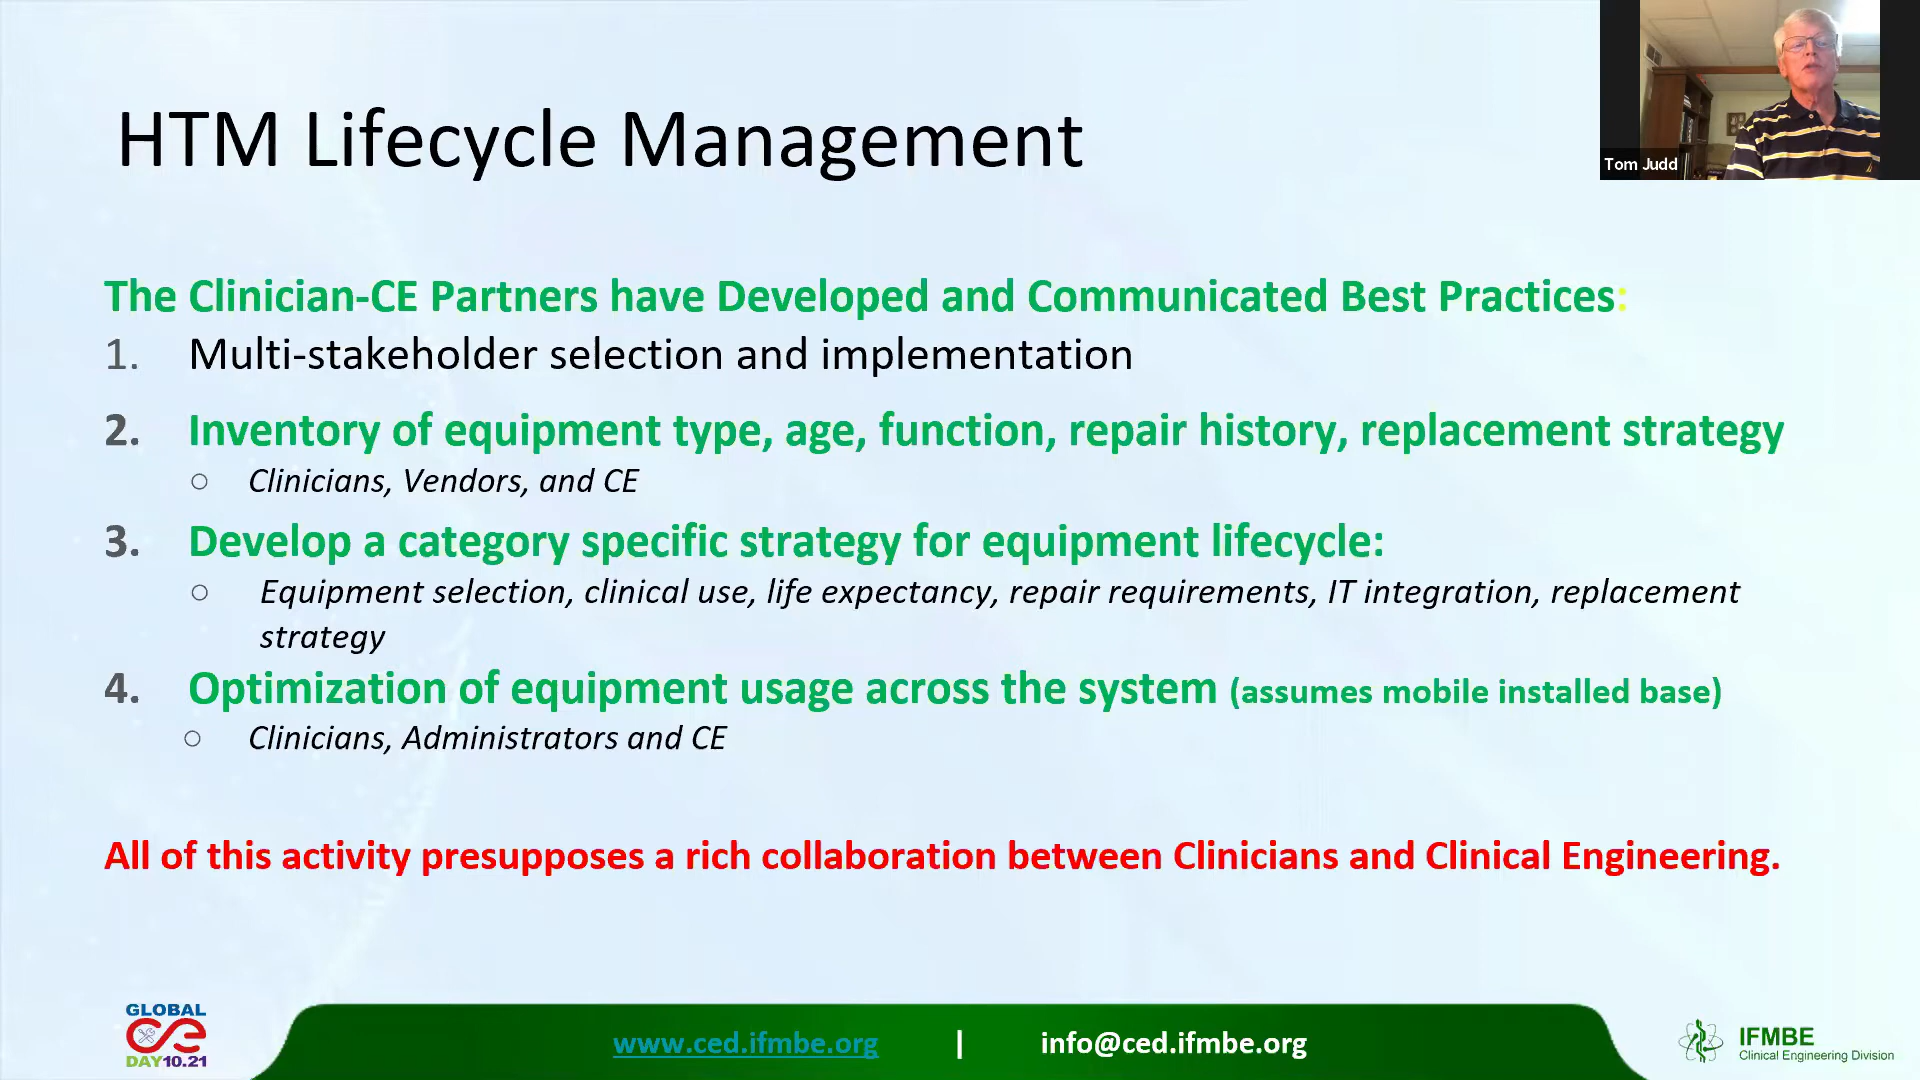 HTM Lifecycle Management
Tom Judd
The Clinician-CE Partners have Developed and Communicated Best Practices:
1. Multi-stakeholder selection and implementation
2. Inventory of equipment type, age, function, repair history, replacement strategy
○ Clinicians, Vendors, and CE
3. Develop a category specific strategy for equipment lifecycle:
○ Equipment selection, clinical use, life expectancy, repair requirements, IT integration, replacement
strategy
4. Optimization of equipment usage across the system (assumes mobile installed base)
○ Clinicians, Administrators and CE
All of this activity presupposes a rich collaboration between Clinicians and Clinical Engineering.
GLOBAL
CE
DAY10.21
www.ced.ifmbe.org | info@ced.ifmbe.org
IFMBE
Clinical Engineering Division